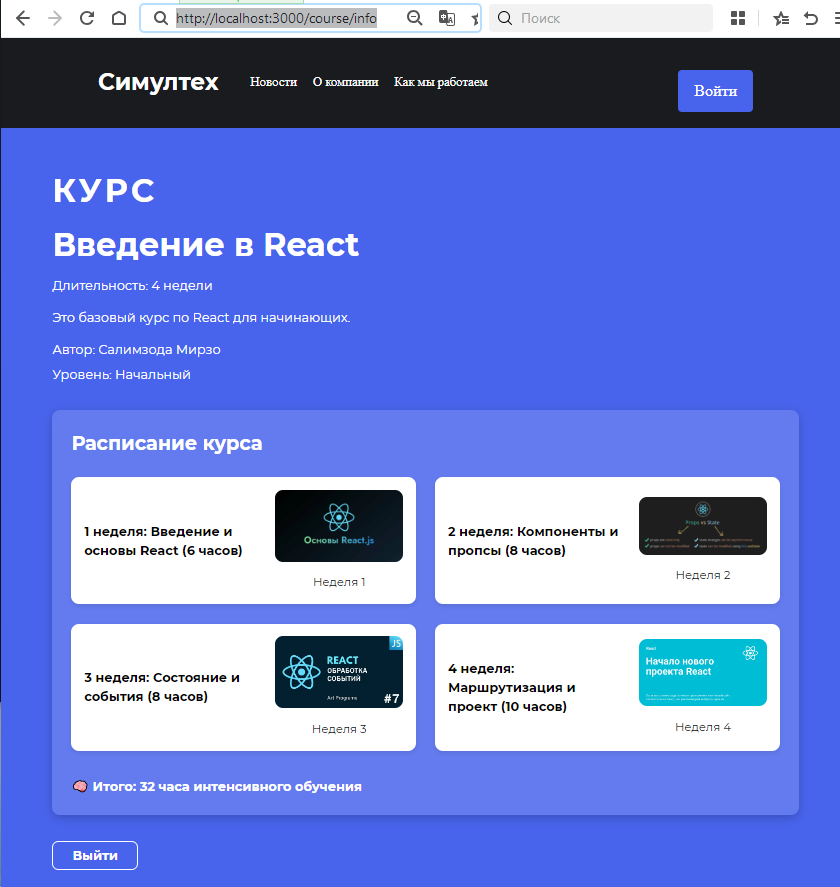 http://localhost:3000/course/info
Поиск
Симултех
Новости
О компании
Как мы работаем
Войти
КУРС
Введение в React
Длительность: 4 недели
Это базовый курс по React для начинающих.
Автор: Салимзода Мирзо
Уровень: Начальный
Расписание курса
1 неделя: Введение и
основы React (6 часов)
Основы React.js
Неделя 1
2 неделя: Компоненты и
пропсы (8 часов)
Props vs State
Неделя 2
3 неделя: Состояние и
события (8 часов)
JS
REACT
ОБРАБОТКА
СОБЫТИЙ
Art Programs
#7
Неделя 3
4 неделя:
Маршрутизация и
проект (10 часов)
React
Начало нового
проекта React
Неделя 4
Итого: 32 часа интенсивного обучения
Выйти